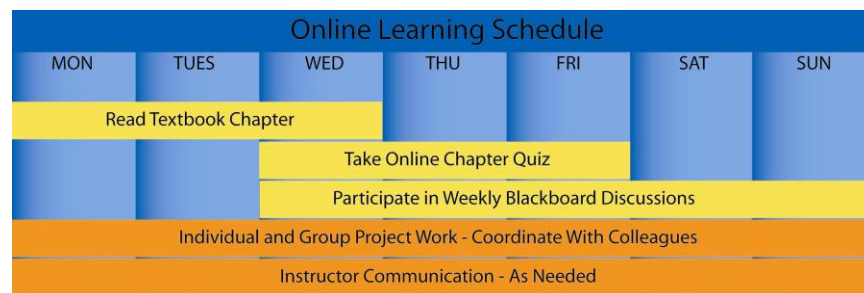 Online Learning Schedule
MON TUES WED THU FRI SAT SUN
Read Textbook Chapter
Take Online Chapter Quiz
Participate in Weekly Blackboard Discussions
Individual and Group Project Work - Coordinate With Colleagues
Instructor Communication - As Needed